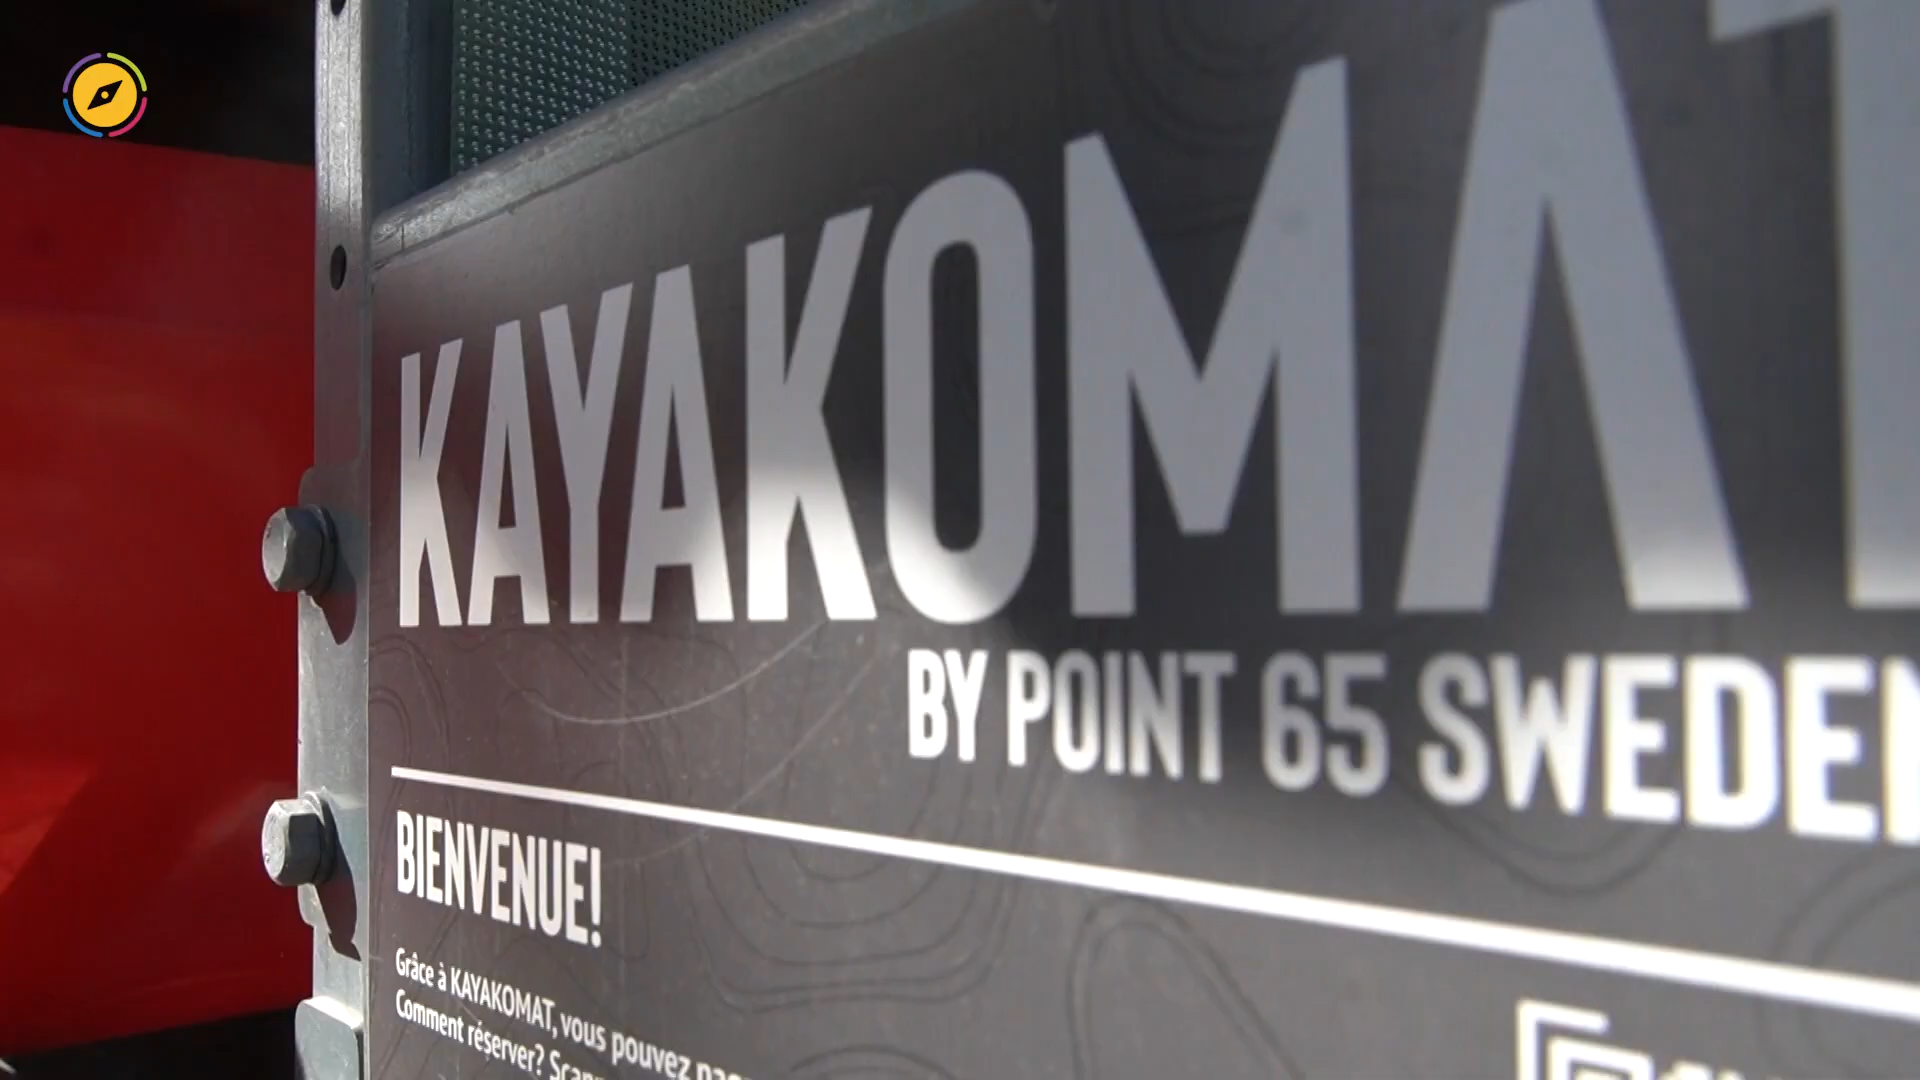 KAYAKOMAT
BY POINT 65 SWEDEN
BIENVENUE!
Grâce à KAYAKOMAT, vous pouvez
Comment réserver?